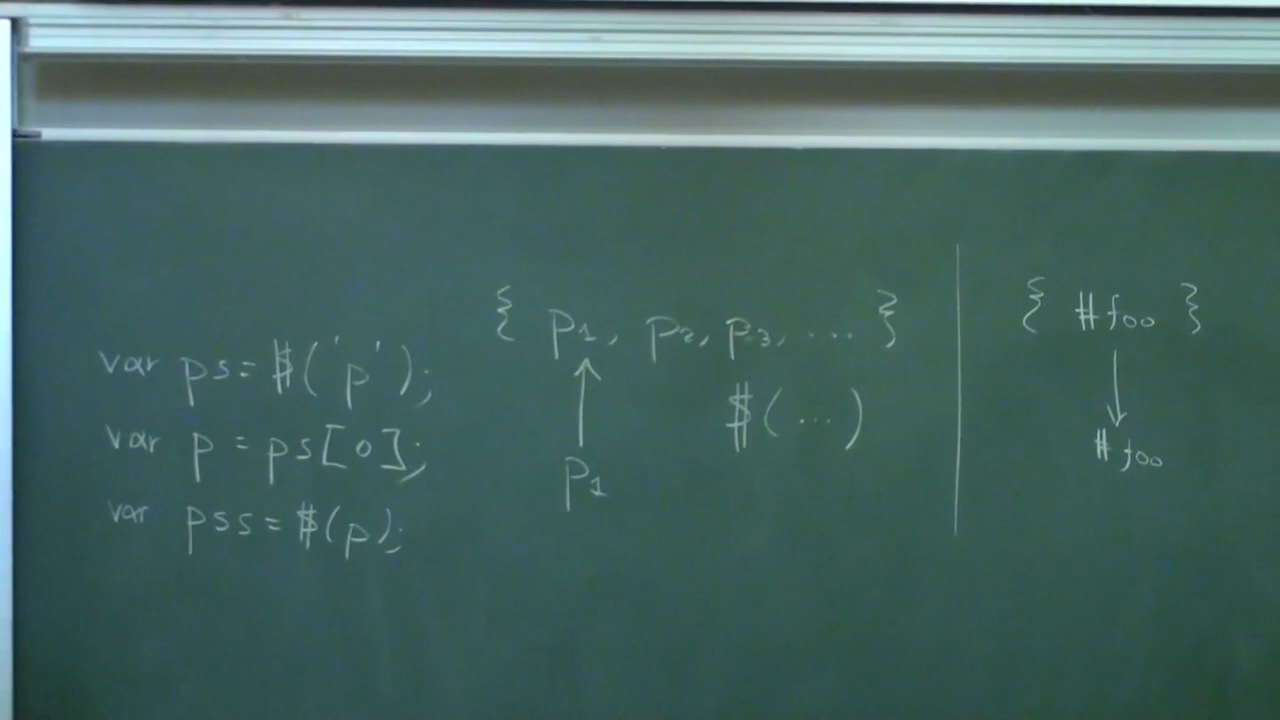 var ps = $('p');
var p = ps[0];
var pss = $(p);
{ p1, p2, p3, ... }
$(...)
p1
{ #foo }
#foo